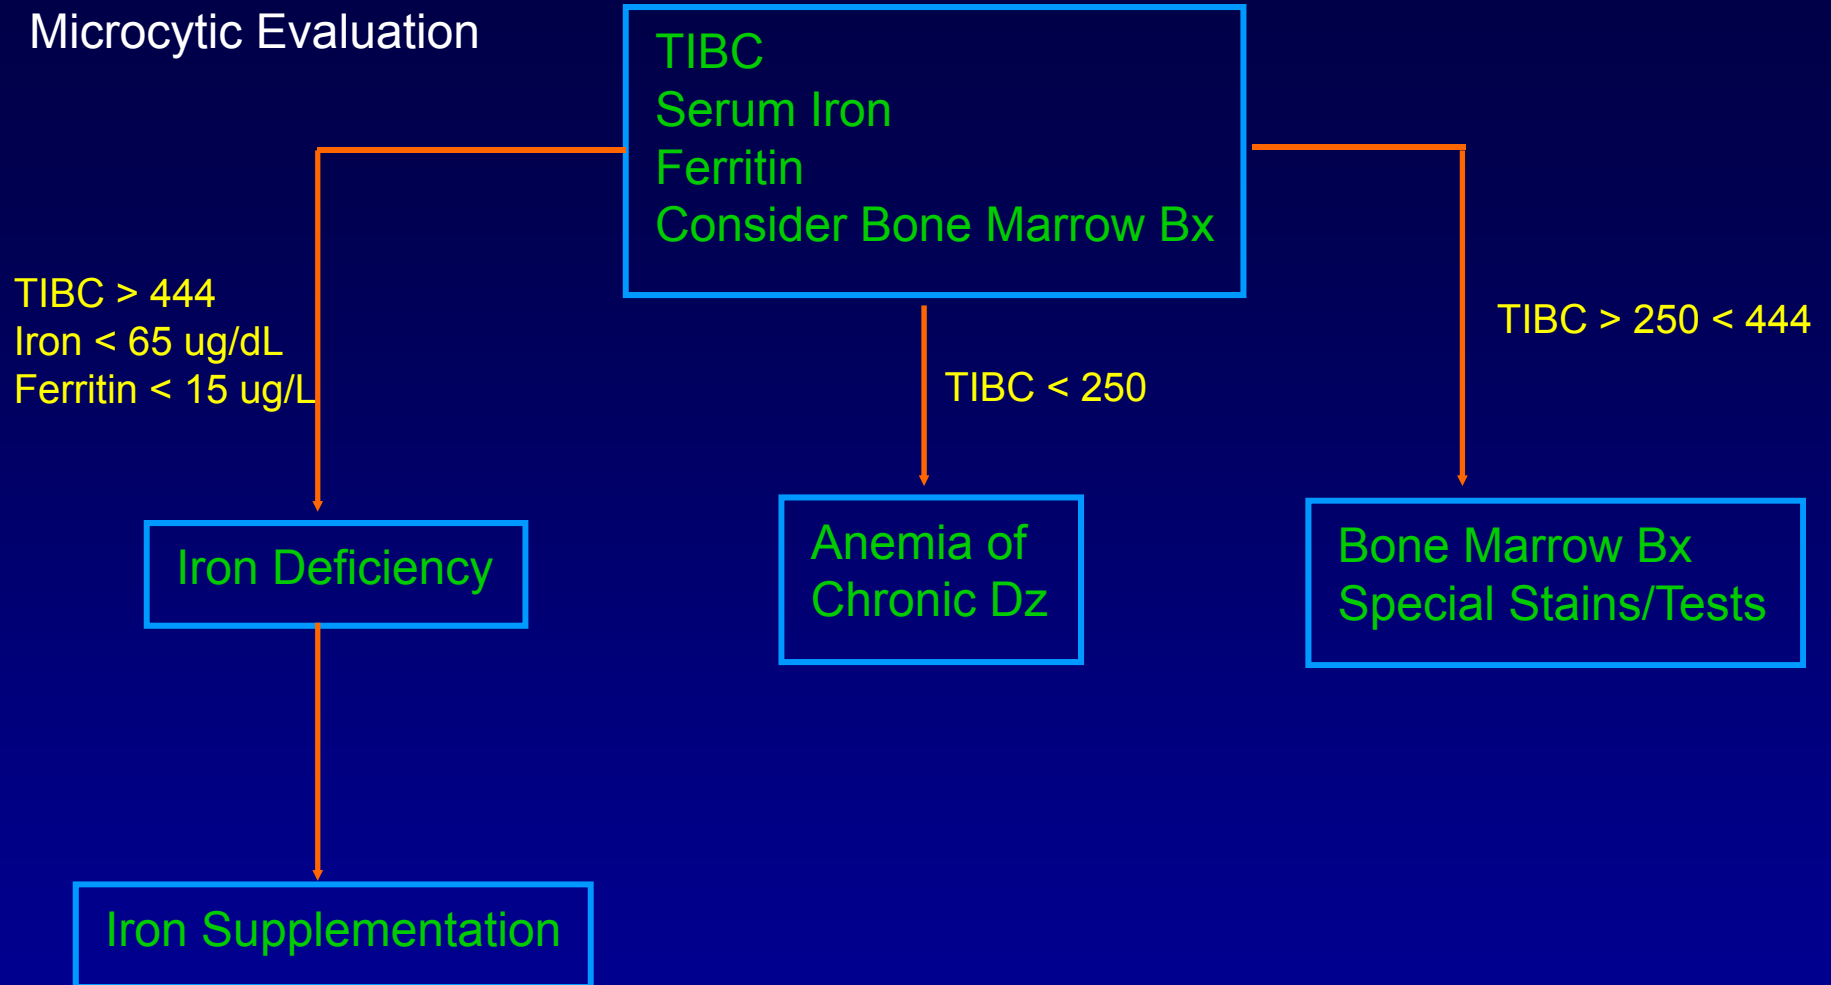 Microcytic Evaluation
TIBC
Serum Iron
Ferritin
Consider Bone Marrow Bx
TIBC > 444
Iron < 65 ug/dL
Ferritin < 15 ug/L
TIBC < 250
TIBC > 250 < 444
Iron Deficiency
Anemia of
Chronic Dz
Bone Marrow Bx
Special Stains/Tests
Iron Supplementation